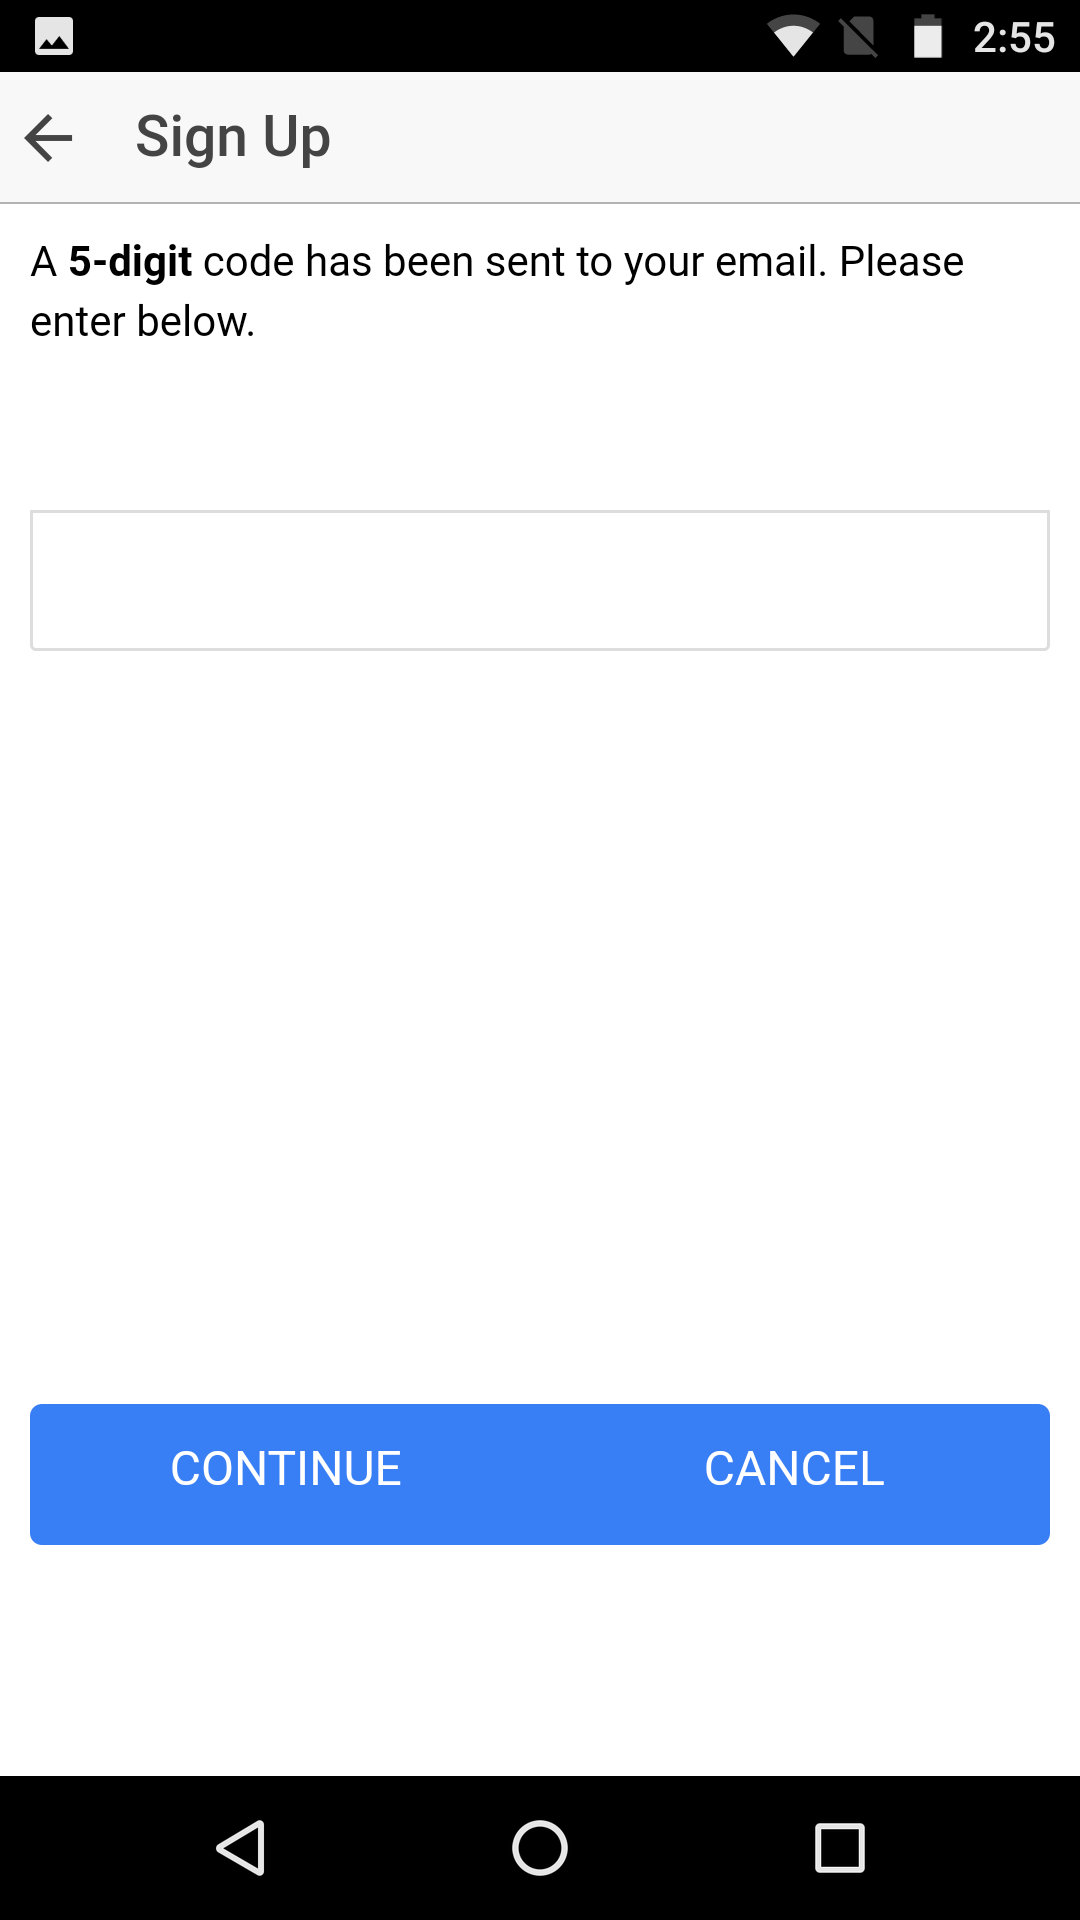 2:55
Sign Up
A 5-digit code has been sent to your email. Please
enter below.
CONTINUE CANCEL